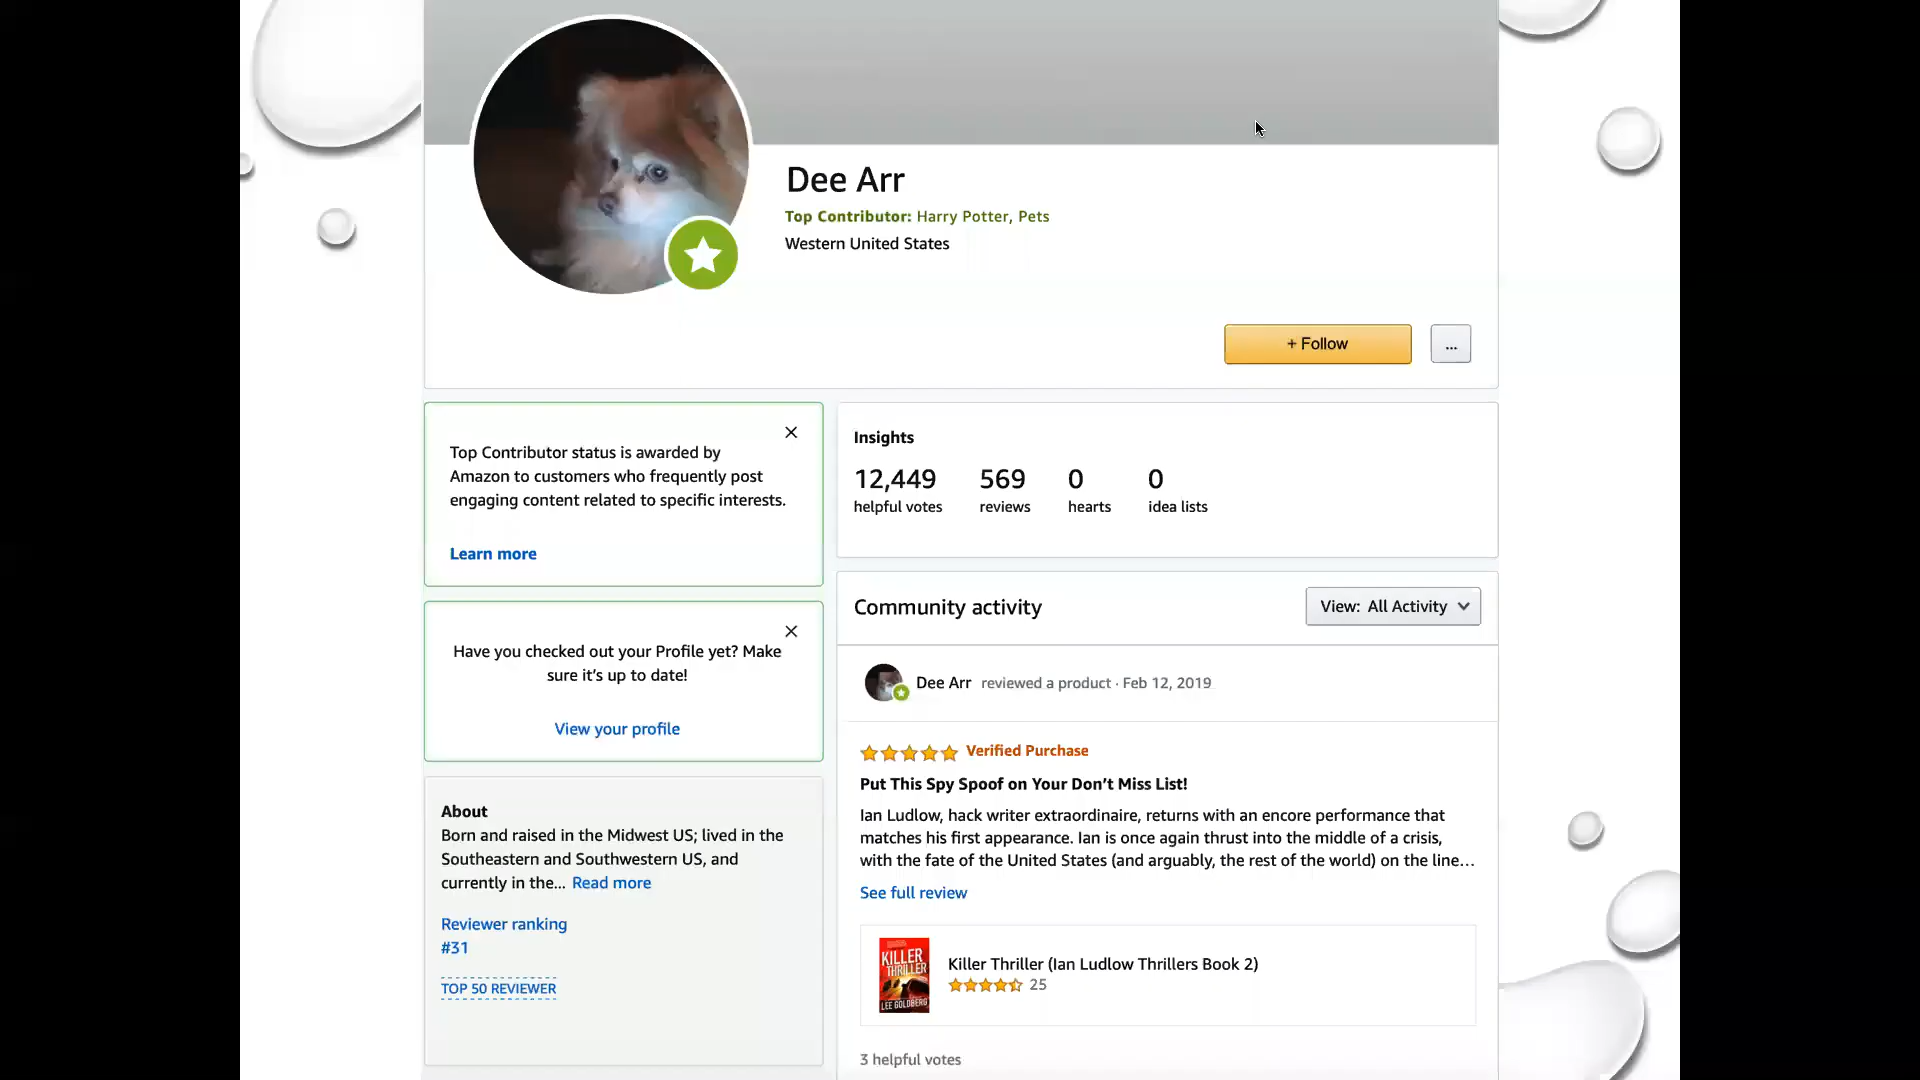 Dee Arr
Top Contributor: Harry Potter, Pets
Western United States
+ Follow
...
Top Contributor status is awarded by
Amazon to customers who frequently post
engaging content related to specific interests.
Learn more
Have you checked out your Profile yet? Make
sure it’s up to date!
View your profile
About
Born and raised in the Midwest US; lived in the
Southeastern and Southwestern US, and
currently in the... Read more
Reviewer ranking
#31
TOP 50 REVIEWER
Insights
12,449 569 0 0
helpful votes reviews hearts idea lists
Community activity
View: All Activity
Dee Arr reviewed a product · Feb 12, 2019
Verified Purchase
Put This Spy Spoof on Your Don’t Miss List!
Ian Ludlow, hack writer extraordinaire, returns with an encore performance that
matches his first appearance. Ian is once again thrust into the middle of a crisis,
with the fate of the United States (and arguably, the rest of the world) on the line…
See full review
KILLER
THRILLER
LEE GOLDBERG
Killer Thriller (Ian Ludlow Thrillers Book 2)
25
3 helpful votes